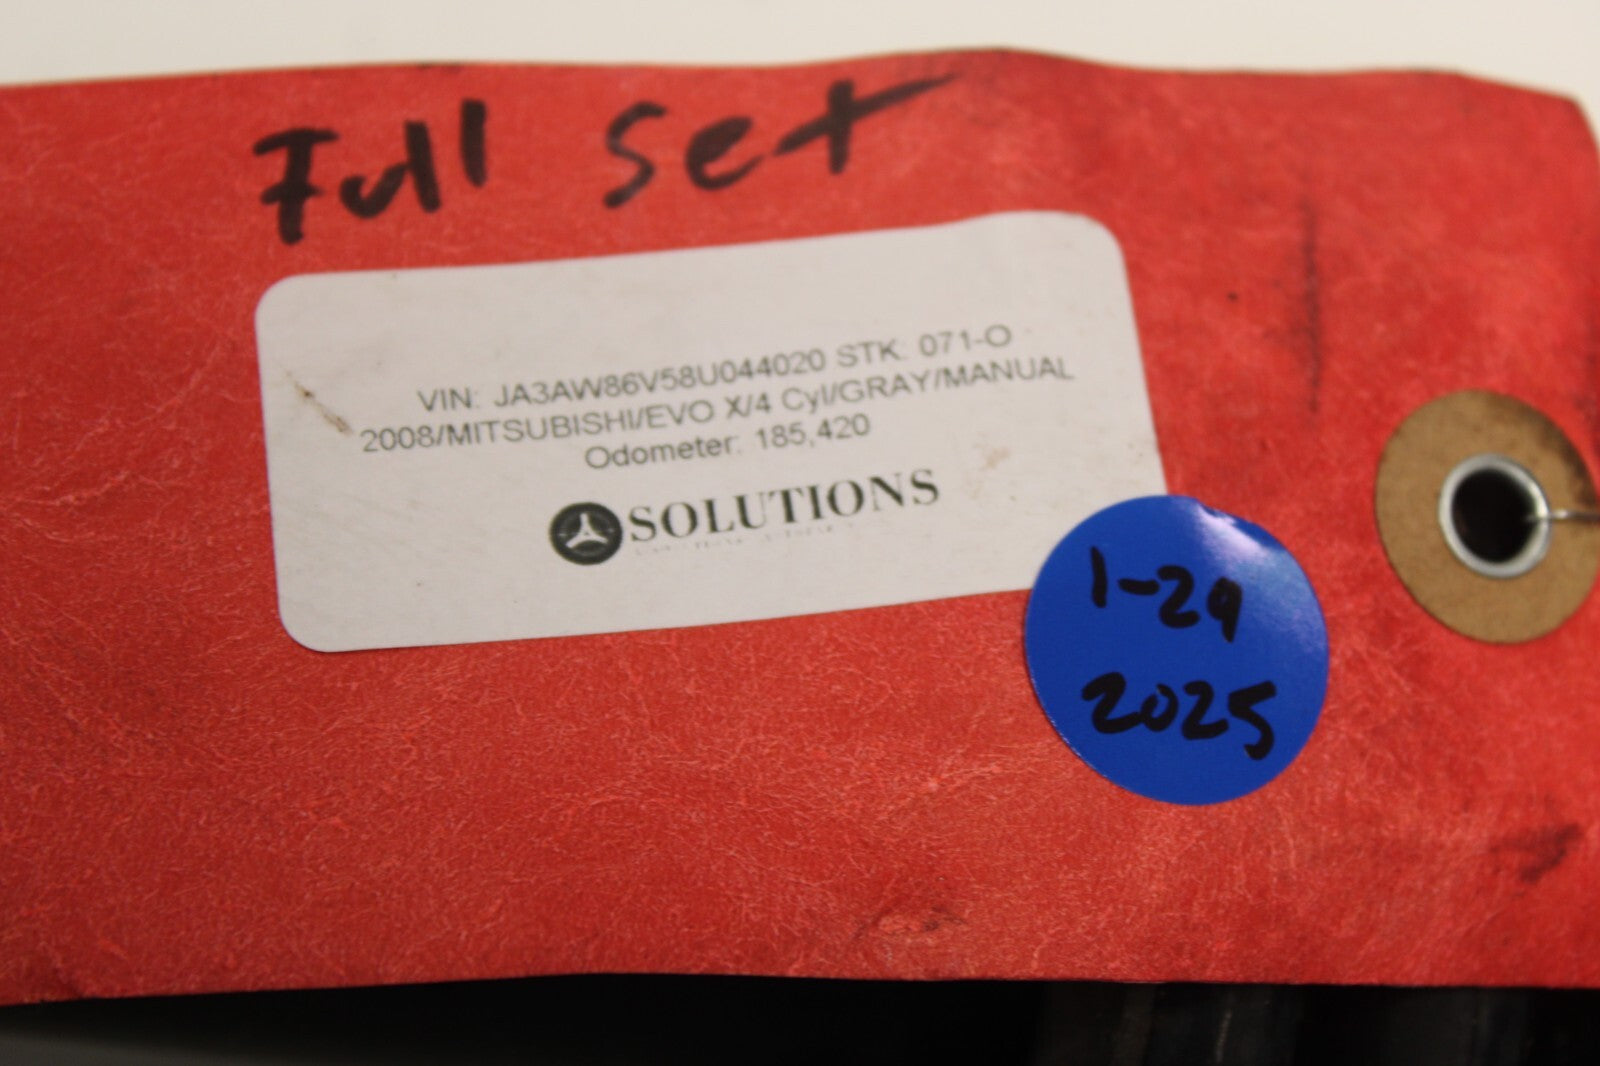 Full Set
VIN: JA3AW86V58U044020 STK: 071-O
2008/MITSUBISHI/EVO X/4 Cyl/GRAY/MANUAL
Odometer: 185,420
SOLUTIONS
1-29
2025